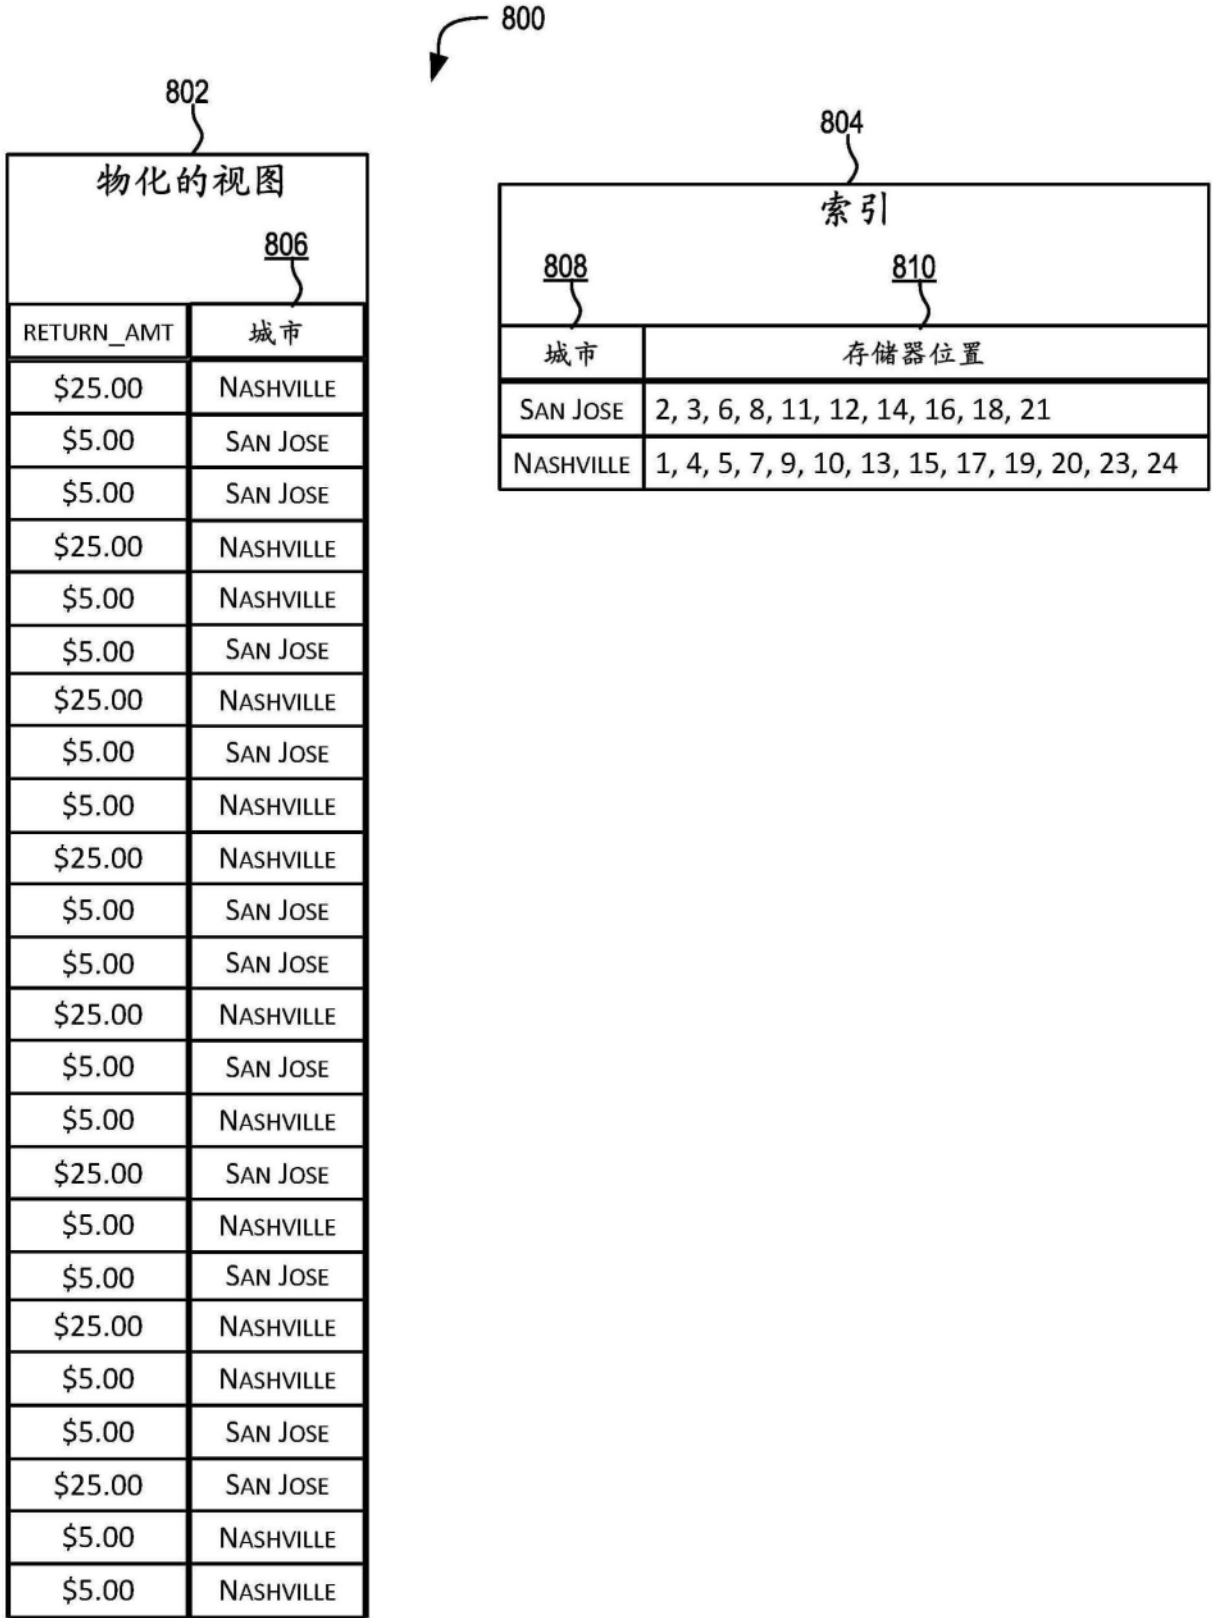 800
802
物化的视图
806
RETURN_AMT 城市
$25.00 NASHVILLE
$5.00 SAN JOSE
$5.00 SAN JOSE
$25.00 NASHVILLE
$5.00 NASHVILLE
$5.00 SAN JOSE
$25.00 NASHVILLE
$5.00 SAN JOSE
$5.00 NASHVILLE
$25.00 NASHVILLE
$5.00 SAN JOSE
$5.00 SAN JOSE
$25.00 NASHVILLE
$5.00 SAN JOSE
$5.00 NASHVILLE
$25.00 SAN JOSE
$5.00 NASHVILLE
$5.00 SAN JOSE
$25.00 NASHVILLE
$5.00 NASHVILLE
$5.00 SAN JOSE
$25.00 SAN JOSE
$5.00 NASHVILLE
$5.00 NASHVILLE
804
索引
808 810
城市 存储器位置
SAN JOSE 2, 3, 6, 8, 11, 12, 14, 16, 18, 21
NASHVILLE 1, 4, 5, 7, 9, 10, 13, 15, 17, 19, 20, 23, 24